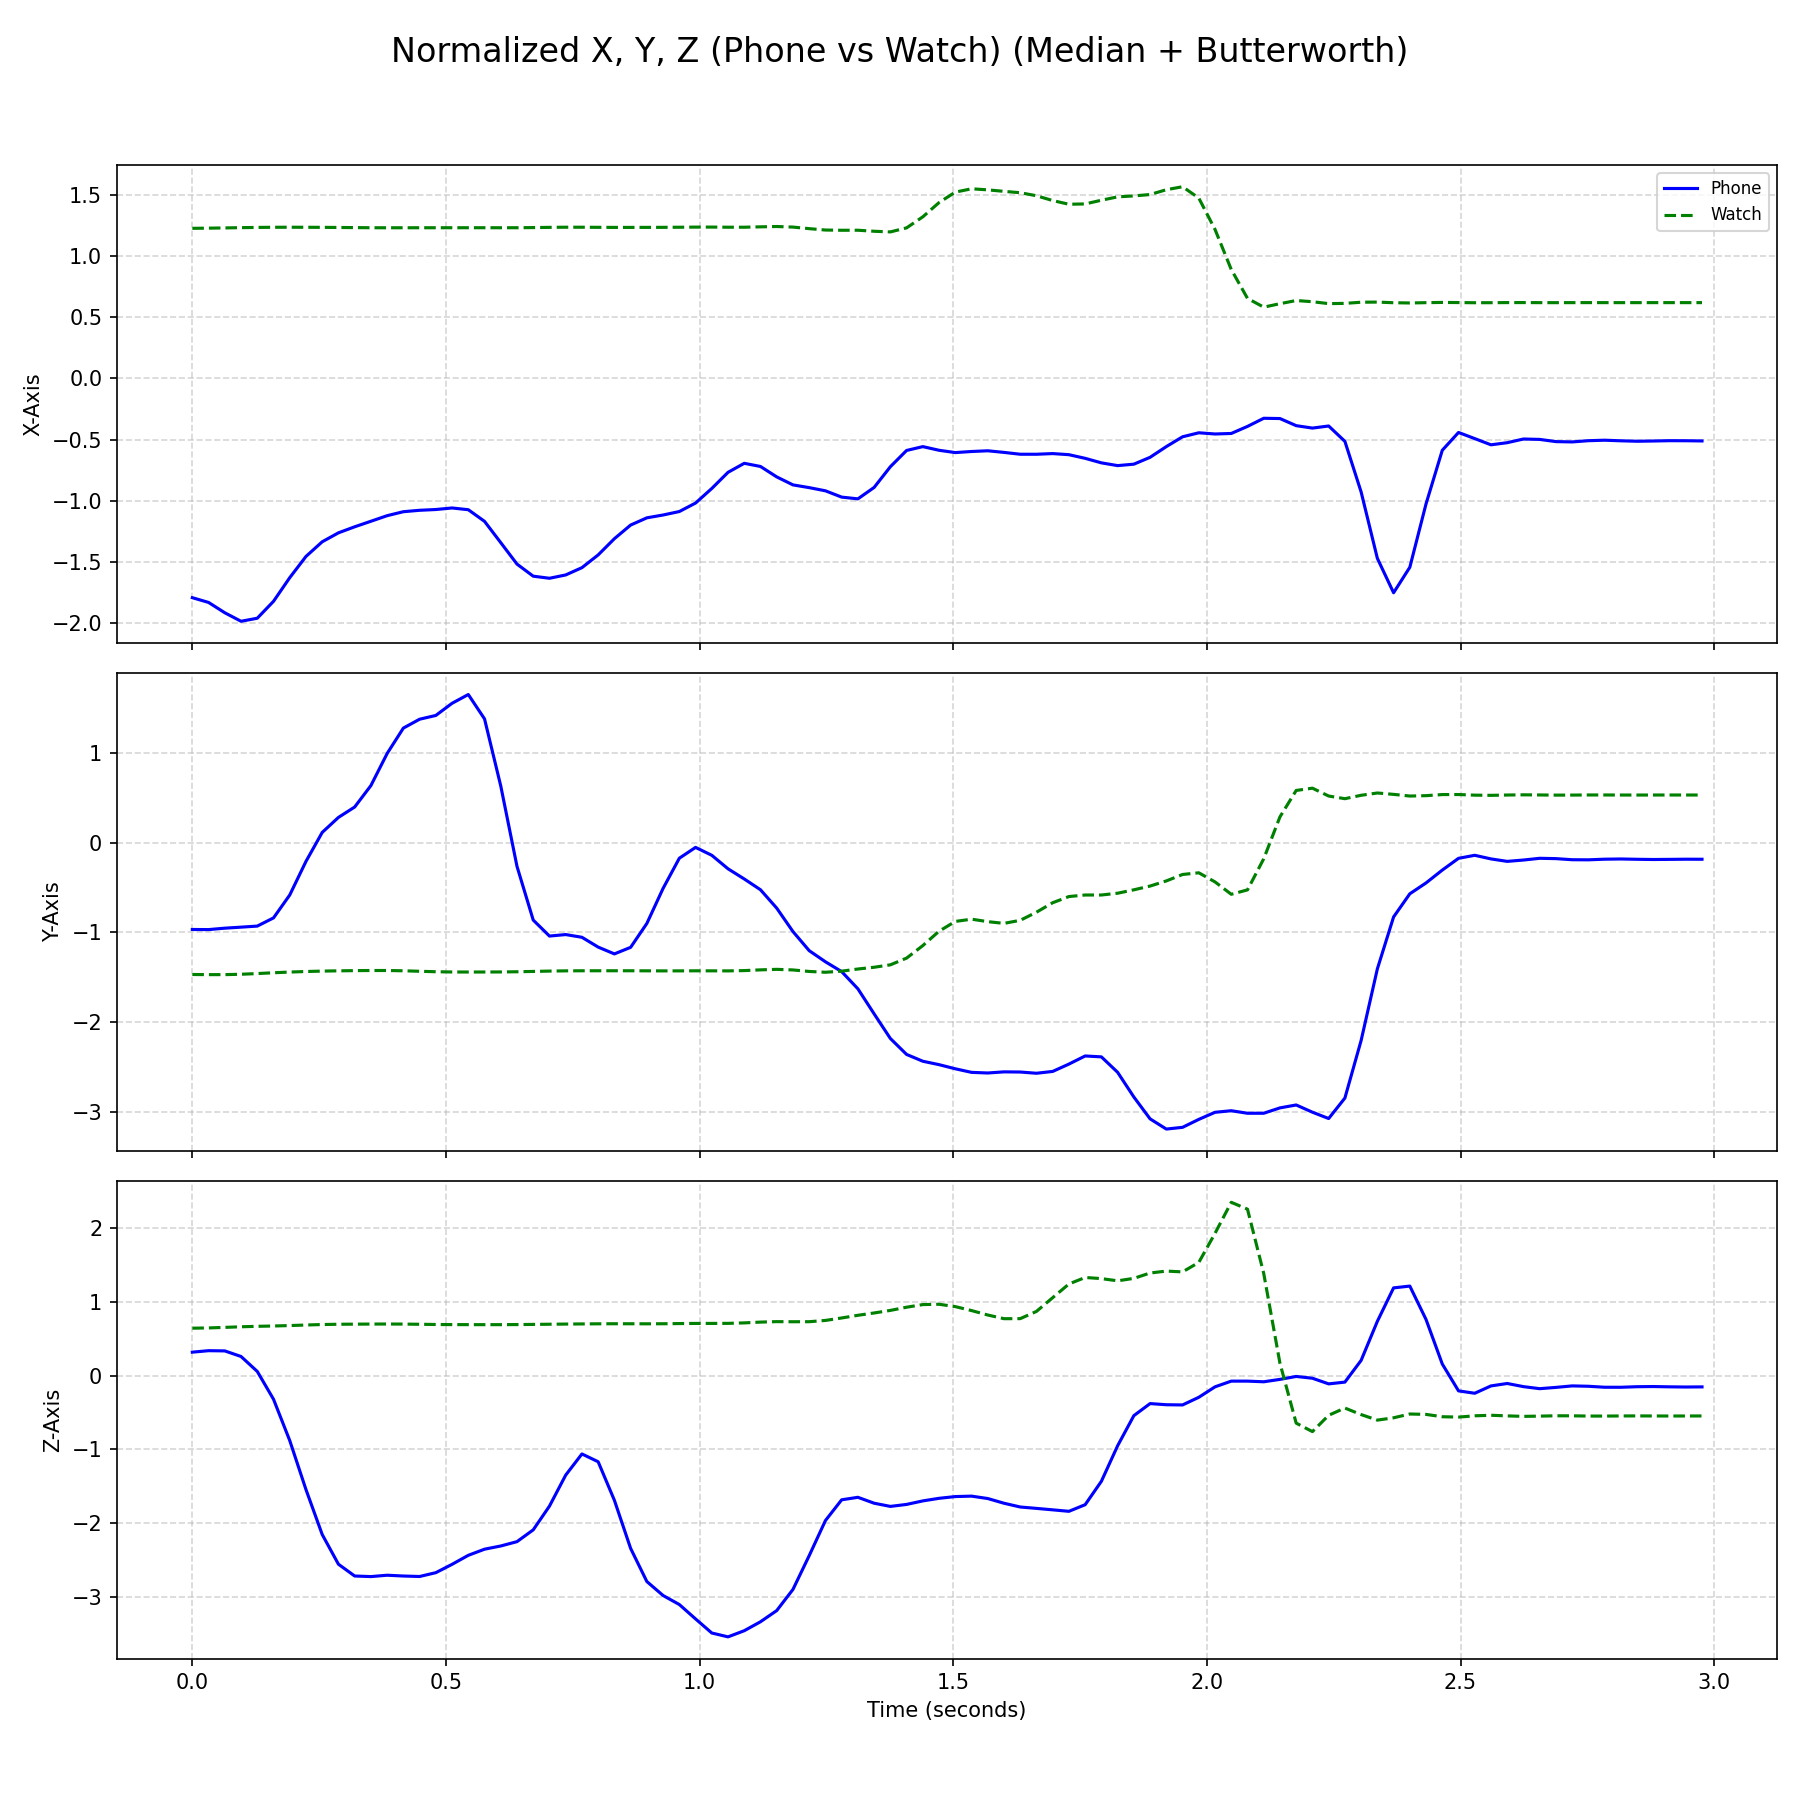 Normalized X, Y, Z (Phone vs Watch) (Median + Butterworth)
Phone
Watch
1.5
1.0
0.5
0.0
−0.5
−1.0
−1.5
−2.0
X-Axis
1
0
−1
−2
−3
Y-Axis
2
1
0
−1
−2
−3
Z-Axis
0.0 0.5 1.0 1.5 2.0 2.5 3.0
Time (seconds)